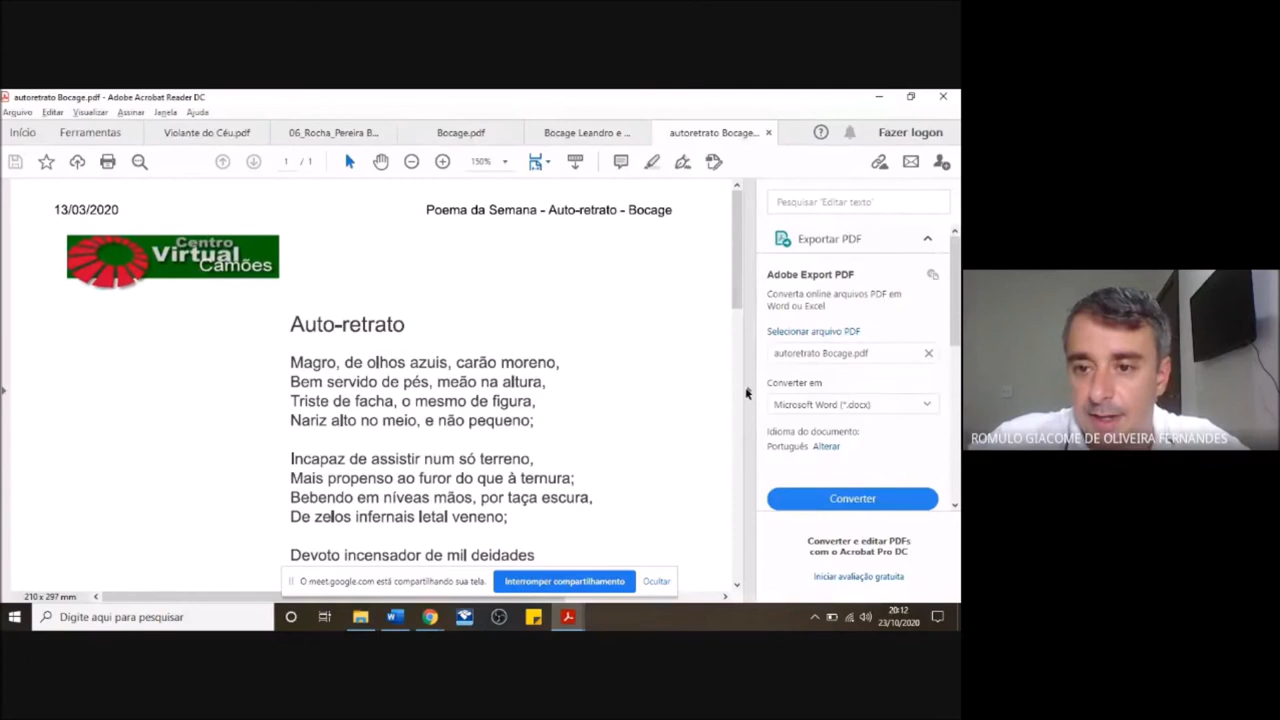 autoretrato Bocage.pdf - Adobe Acrobat Reader DC
Arquivo Editar Visualizar Assinar Janela Ajuda
Início Ferramentas Violante do Céu.pdf 06_Rocha_Pereira B... Bocage.pdf Bocage Leandro e ... autoretrato Bocage... × Fazer logon
1 / 1 150%
13/03/2020 Poema da Semana - Auto-retrato - Bocage
Centro
Virtual
Camões
Auto-retrato
Magro, de olhos azuis, carão moreno,
Bem servido de pés, meão na altura,
Triste de facha, o mesmo de figura,
Nariz alto no meio, e não pequeno;
Incapaz de assistir num só terreno,
Mais propenso ao furor do que à ternura;
Bebendo em níveas mãos, por taça escura,
De zelos infernais letal veneno;
Devoto incensador de mil deidades
O meet.google.com está compartilhando sua tela. Interromper compartilhamento Ocultar
210 x 297 mm
Pesquisar 'Editar texto'
Exportar PDF
Adobe Export PDF
Converta online arquivos PDF em
Word ou Excel
Selecionar arquivo PDF
autoretrato Bocage.pdf
Converter em
Microsoft Word (*.docx)
Idioma do documento:
Português Alterar
Converter
Converter e editar PDFs
com o Acrobat Pro DC
Iniciar avaliação gratuita
Digite aqui para pesquisar
20:12
23/10/2020
ROMULO GIACOME DE OLIVEIRA FERNANDES